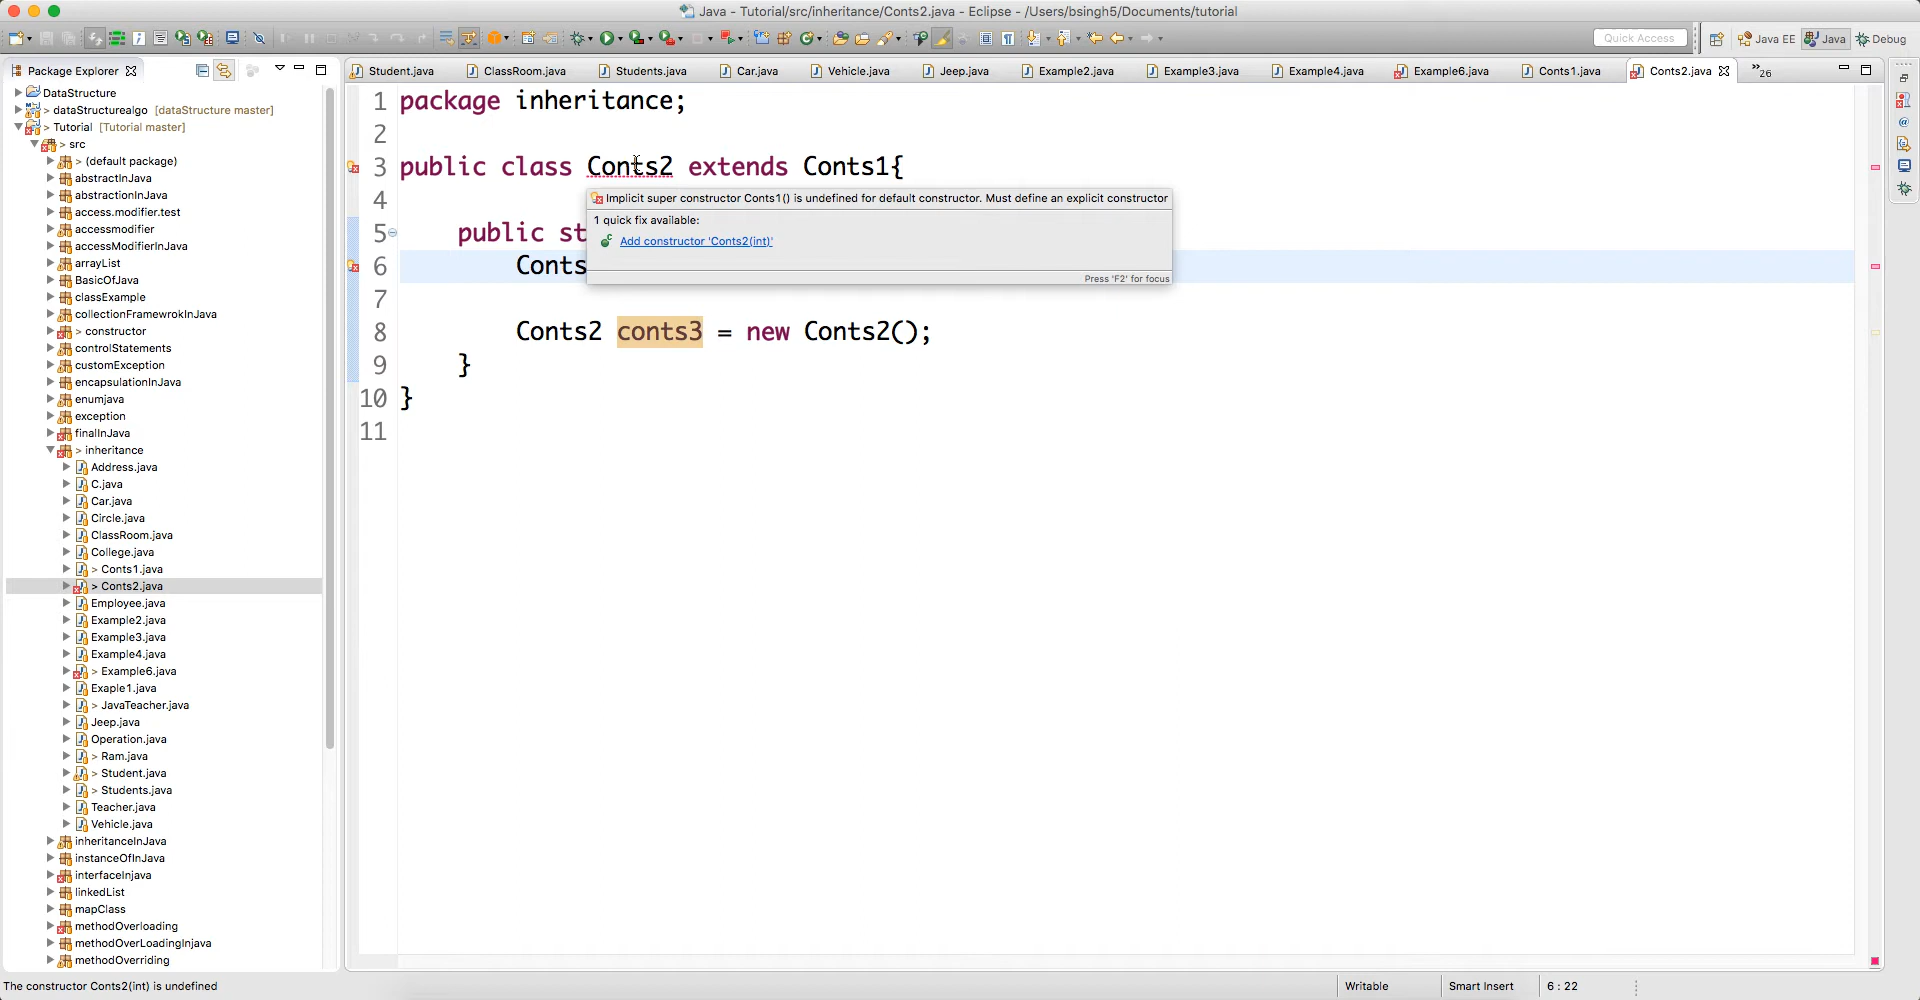 Java - Tutorial/src/inheritance/Conts2.java - Eclipse - /Users/bsingh5/Documents/tutorial
Quick Access
Java EE
Java
Debug
Package Explorer
Student.java
ClassRoom.java
Students.java
Car.java
Vehicle.java
Jeep.java
Example2.java
Example3.java
Example4.java
Example6.java
Conts1.java
Conts2.java
»26
DataStructure
> dataStructurealgo [dataStructure master]
> Tutorial [Tutorial master]
> src
> (default package)
abstractInJava
abstractionInJava
access.modifier.test
accessmodifier
accessModifierInJava
arrayList
BasicOfJava
classExample
collectionFramewrokInJava
> constructor
controlStatements
customException
encapsulationInJava
enumjava
exception
finalInJava
> inheritance
Address.java
C.java
Car.java
Circle.java
ClassRoom.java
College.java
> Conts1.java
> Conts2.java
Employee.java
Example2.java
Example3.java
Example4.java
> Example6.java
Exaple1.java
> JavaTeacher.java
Jeep.java
Operation.java
> Ram.java
> Student.java
> Students.java
Teacher.java
Vehicle.java
inheritanceInJava
instanceOfInJava
interfaceInjava
linkedList
mapClass
methodOverloading
methodOverLoadingInjava
methodOverriding
1 package inheritance;
2
3 public class Conts2 extends Conts1{
4
5 public st
6 Conts
7
8 Conts2 conts3 = new Conts2();
9 }
10 }
11
Implicit super constructor Conts1() is undefined for default constructor. Must define an explicit constructor
1 quick fix available:
Add constructor 'Conts2(int)'
Press 'F2' for focus
The constructor Conts2(int) is undefined
Writable
Smart Insert
6 : 22